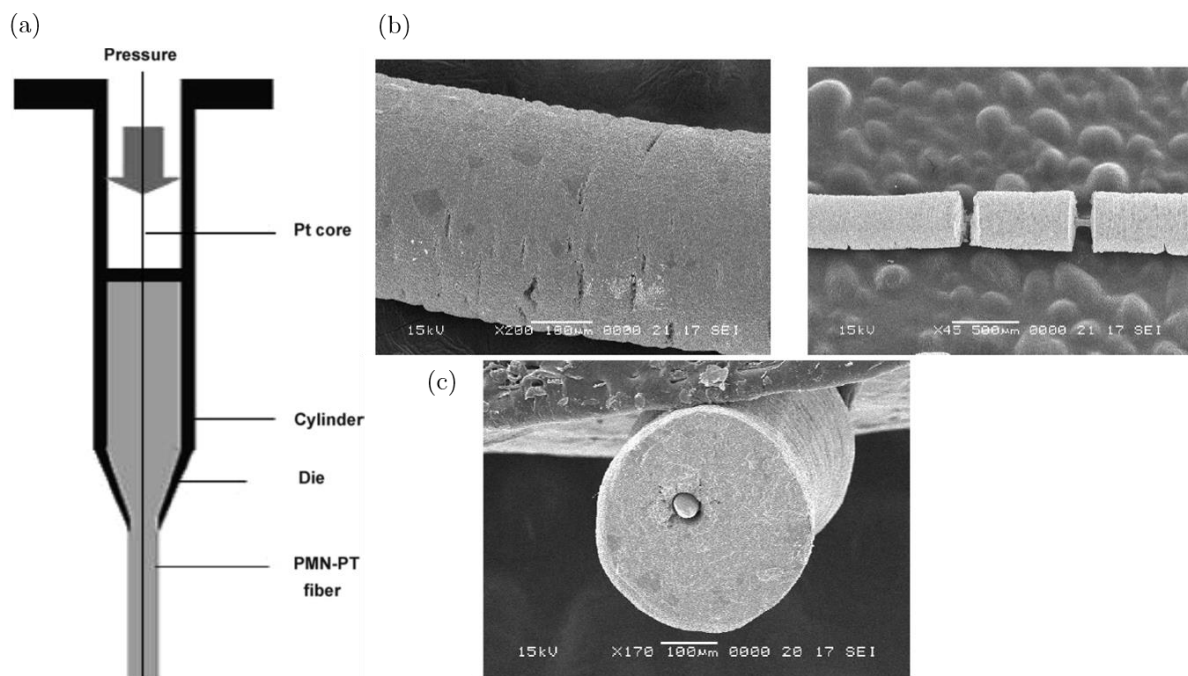 (a)
Pressure
Pt core
Cylinder
Die
PMN-PT
fiber
(b)
15kV X200 100μm 0000 21 17 SEI
15kV X45 500μm 0000 21 17 SEI
(c)
15kV X170 100μm 0000 20 17 SEI